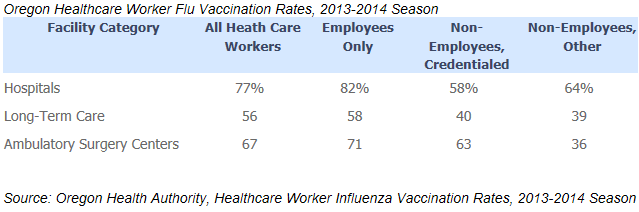 Oregon Healthcare Worker Flu Vaccination Rates, 2013-2014 Season
Facility Category All Heath Care Workers Employees Only Non-Employees, Credentialed Non-Employees, Other
Hospitals 77% 82% 58% 64%
Long-Term Care 56 58 40 39
Ambulatory Surgery Centers 67 71 63 36
Source: Oregon Health Authority, Healthcare Worker Influenza Vaccination Rates, 2013-2014 Season